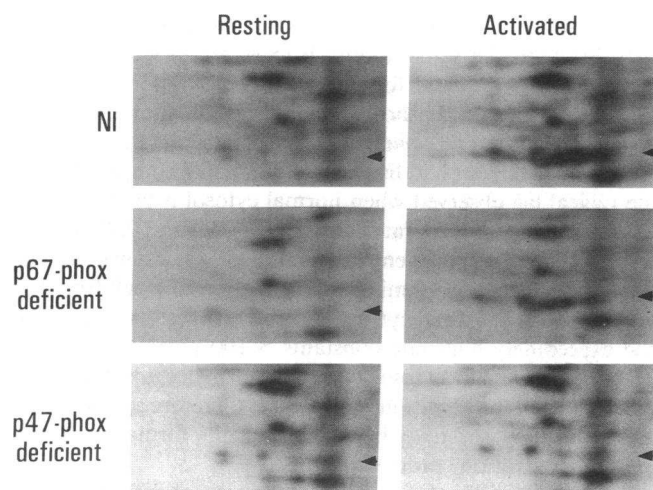 Resting Activated
NI
p67-phox
deficient
p47-phox
deficient